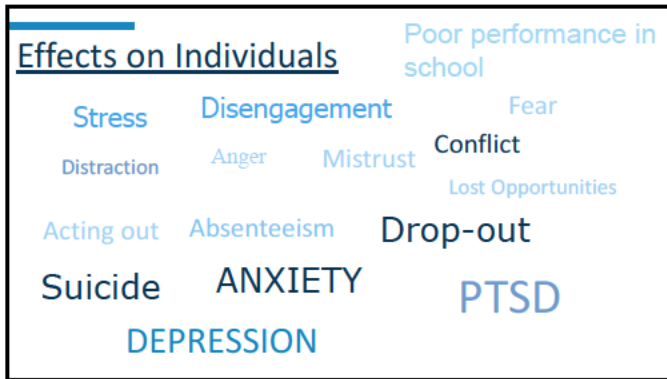 Effects on Individuals
Poor performance in
school
Stress
Disengagement
Fear
Distraction
Anger
Mistrust
Conflict
Lost Opportunities
Acting out
Absenteeism
Drop-out
Suicide
ANXIETY
PTSD
DEPRESSION